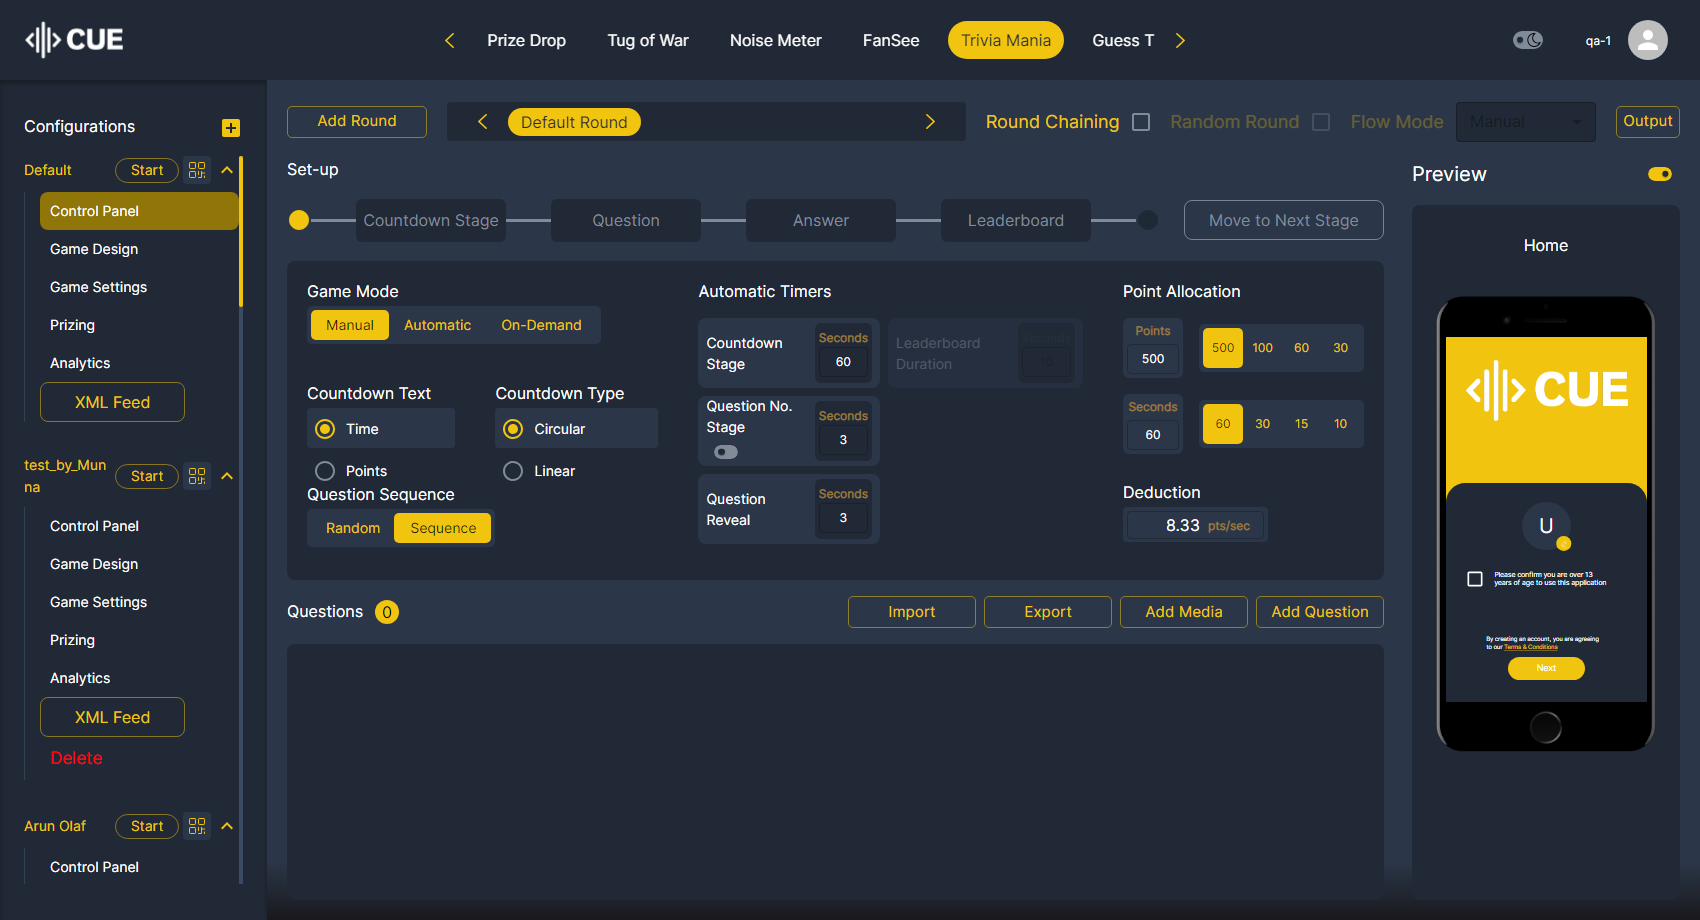 CUE
Prize Drop
Tug of War
Noise Meter
FanSee
Trivia Mania
Guess T
qa-1
Configurations
Default
Start
Control Panel
Game Design
Game Settings
Prizing
Analytics
XML Feed
test_by_Mun
na
Start
Control Panel
Game Design
Game Settings
Prizing
Analytics
XML Feed
Delete
Arun Olaf
Start
Control Panel
Add Round
Default Round
Round Chaining
Random Round
Flow Mode
Manual
Output
Set-up
Countdown Stage
Question
Answer
Leaderboard
Move to Next Stage
Game Mode
Manual
Automatic
On-Demand
Countdown Text
Time
Points
Countdown Type
Circular
Linear
Question Sequence
Random
Sequence
Automatic Timers
Countdown
Stage
Seconds
60
Leaderboard
Duration
Seconds
10
Question No.
Stage
Seconds
3
Question
Reveal
Seconds
3
Point Allocation
Points
500
500
100
60
30
Seconds
60
60
30
15
10
Deduction
8.33 pts/sec
Questions 0
Import
Export
Add Media
Add Question
Preview
Home
CUE
U
Please confirm you are over 13
years of age to use this application
By creating an account, you are agreeing
to our Terms & Conditions
Next